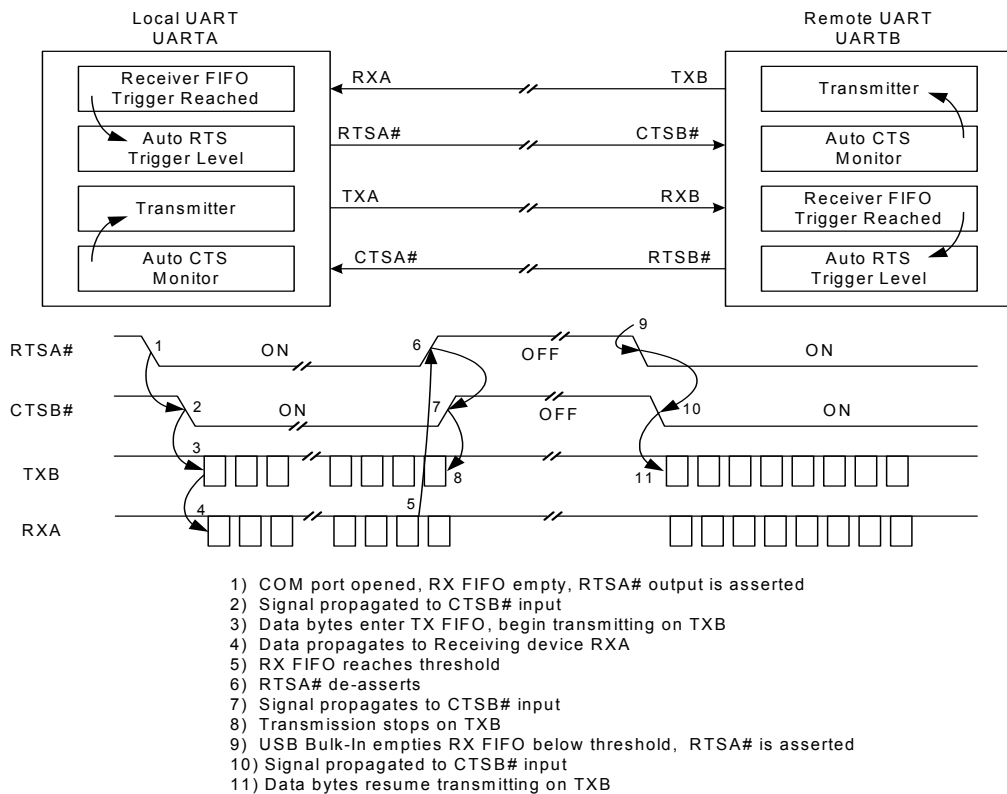 Local UART
UARTA
Remote UART
UARTB
Receiver FIFO
Trigger Reached
Auto RTS
Trigger Level
Transmitter
Auto CTS
Monitor
RXA
TXB
RTSA#
CTSB#
TXA
RXB
CTSA#
RTSB#
Transmitter
Auto CTS
Monitor
Receiver FIFO
Trigger Reached
Auto RTS
Trigger Level
RTSA#
1
ON
6
OFF
9
ON
CTSB#
2
ON
7
OFF
10
ON
TXB
3
8
11
RXA
4
5
1) COM port opened, RX FIFO empty, RTSA# output is asserted
2) Signal propagated to CTSB# input
3) Data bytes enter TX FIFO, begin transmitting on TXB
4) Data propagates to Receiving device RXA
5) RX FIFO reaches threshold
6) RTSA# de-asserts
7) Signal propagates to CTSB# input
8) Transmission stops on TXB
9) USB Bulk-In empties RX FIFO below threshold, RTSA# is asserted
10) Signal propagated to CTSB# input
11) Data bytes resume transmitting on TXB